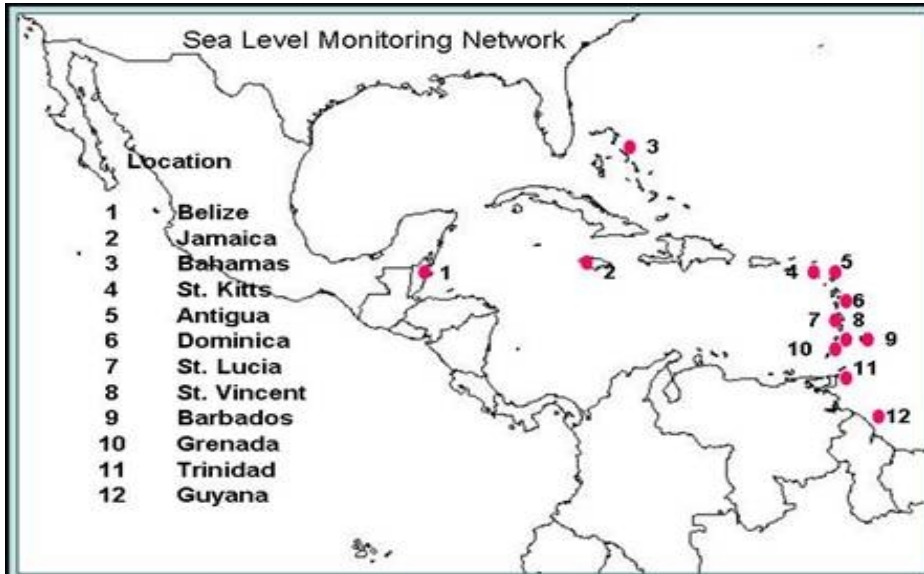 Sea Level Monitoring Network
Location
1 Belize
2 Jamaica
3 Bahamas
4 St. Kitts
5 Antigua
6 Dominica
7 St. Lucia
8 St. Vincent
9 Barbados
10 Grenada
11 Trinidad
12 Guyana
3
1
2
4
5
6
7
8
9
10
11
12